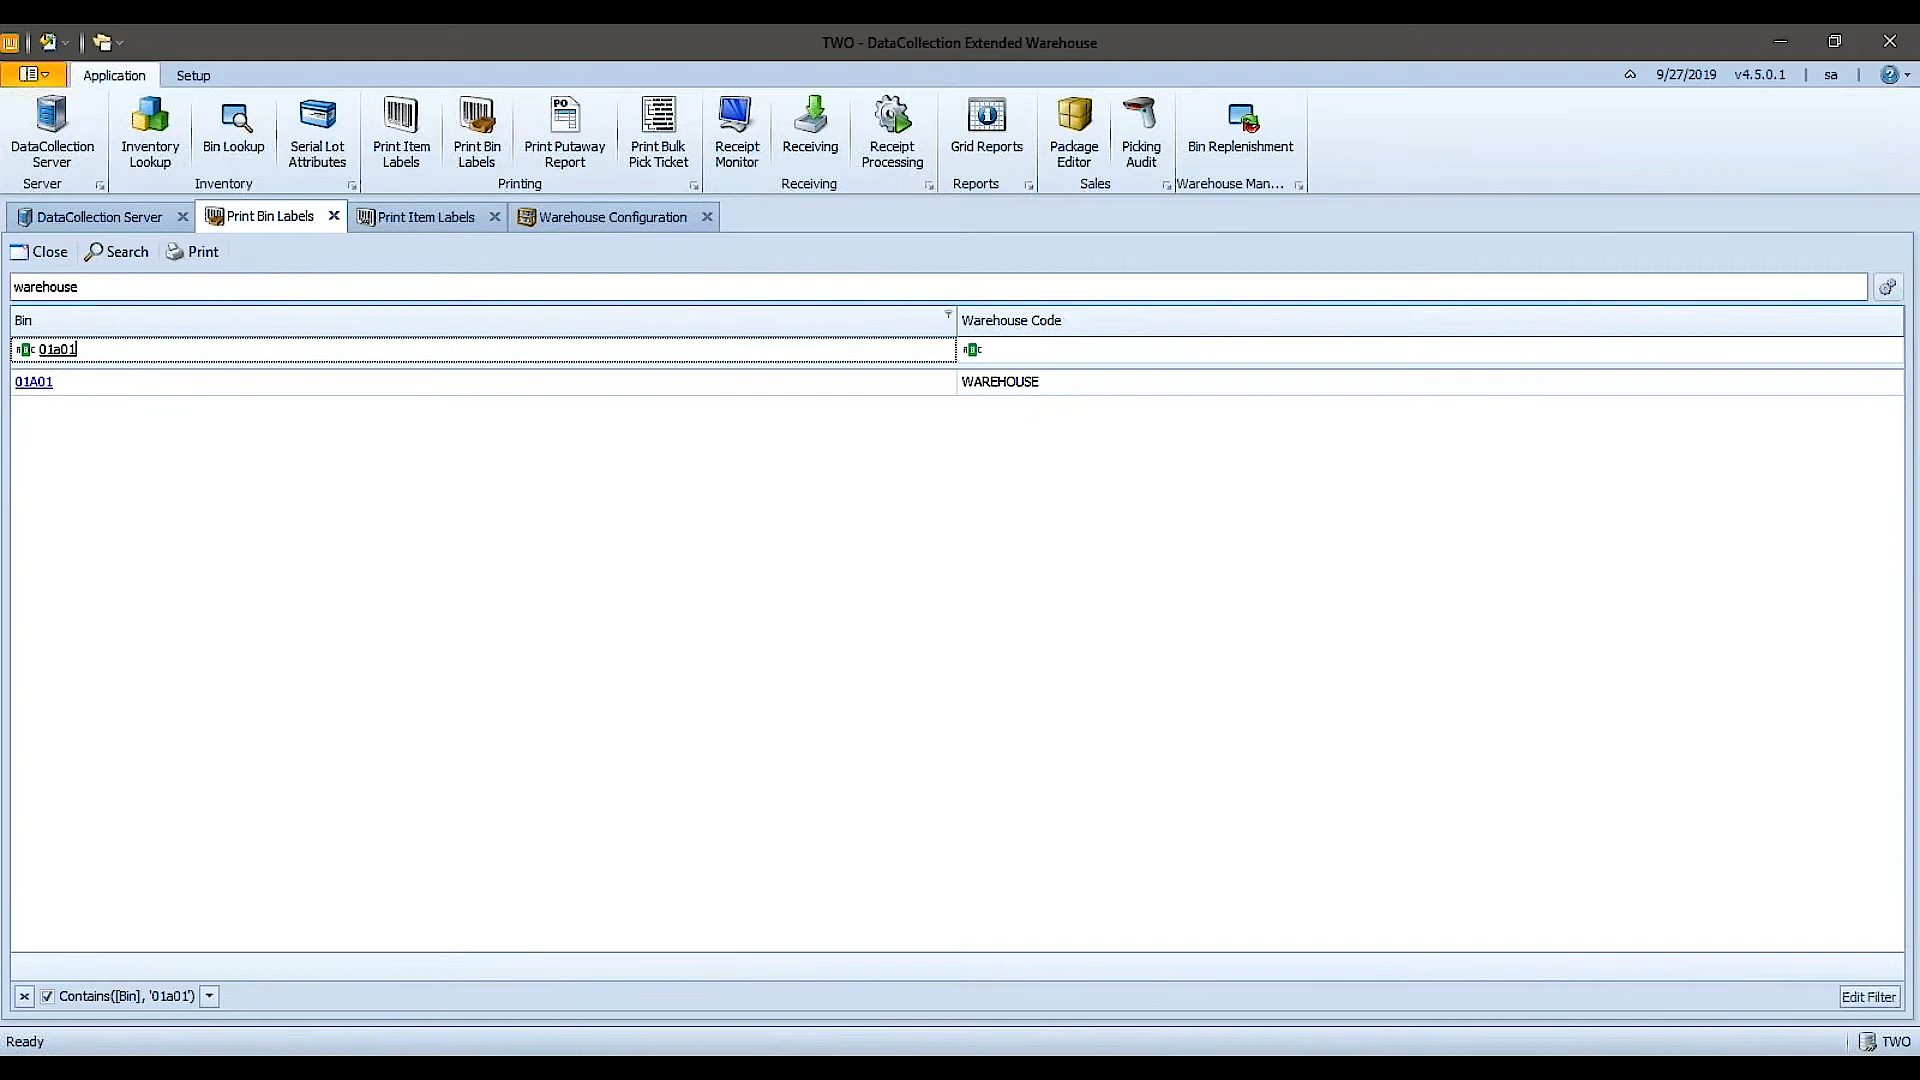 TWO - DataCollection Extended Warehouse
Application Setup 9/27/2019 v4.5.0.1 | sa |
DataCollection Server
Inventory Lookup
Bin Lookup
Serial Lot Attributes
Print Item Labels
Print Bin Labels
PO
Print Putaway Report
Print Bulk Pick Ticket
Receipt Monitor
Receiving
Receipt Processing
Grid Reports
Package Editor
Picking Audit
Bin Replenishment
Server Inventory Printing Receiving Reports Sales Warehouse Man...
DataCollection Server Print Bin Labels Print Item Labels Warehouse Configuration
Close Search Print
warehouse
Bin Warehouse Code
ABC 01a01 ABC
01A01 WAREHOUSE
Contains([Bin], '01a01') Edit Filter
Ready TWO